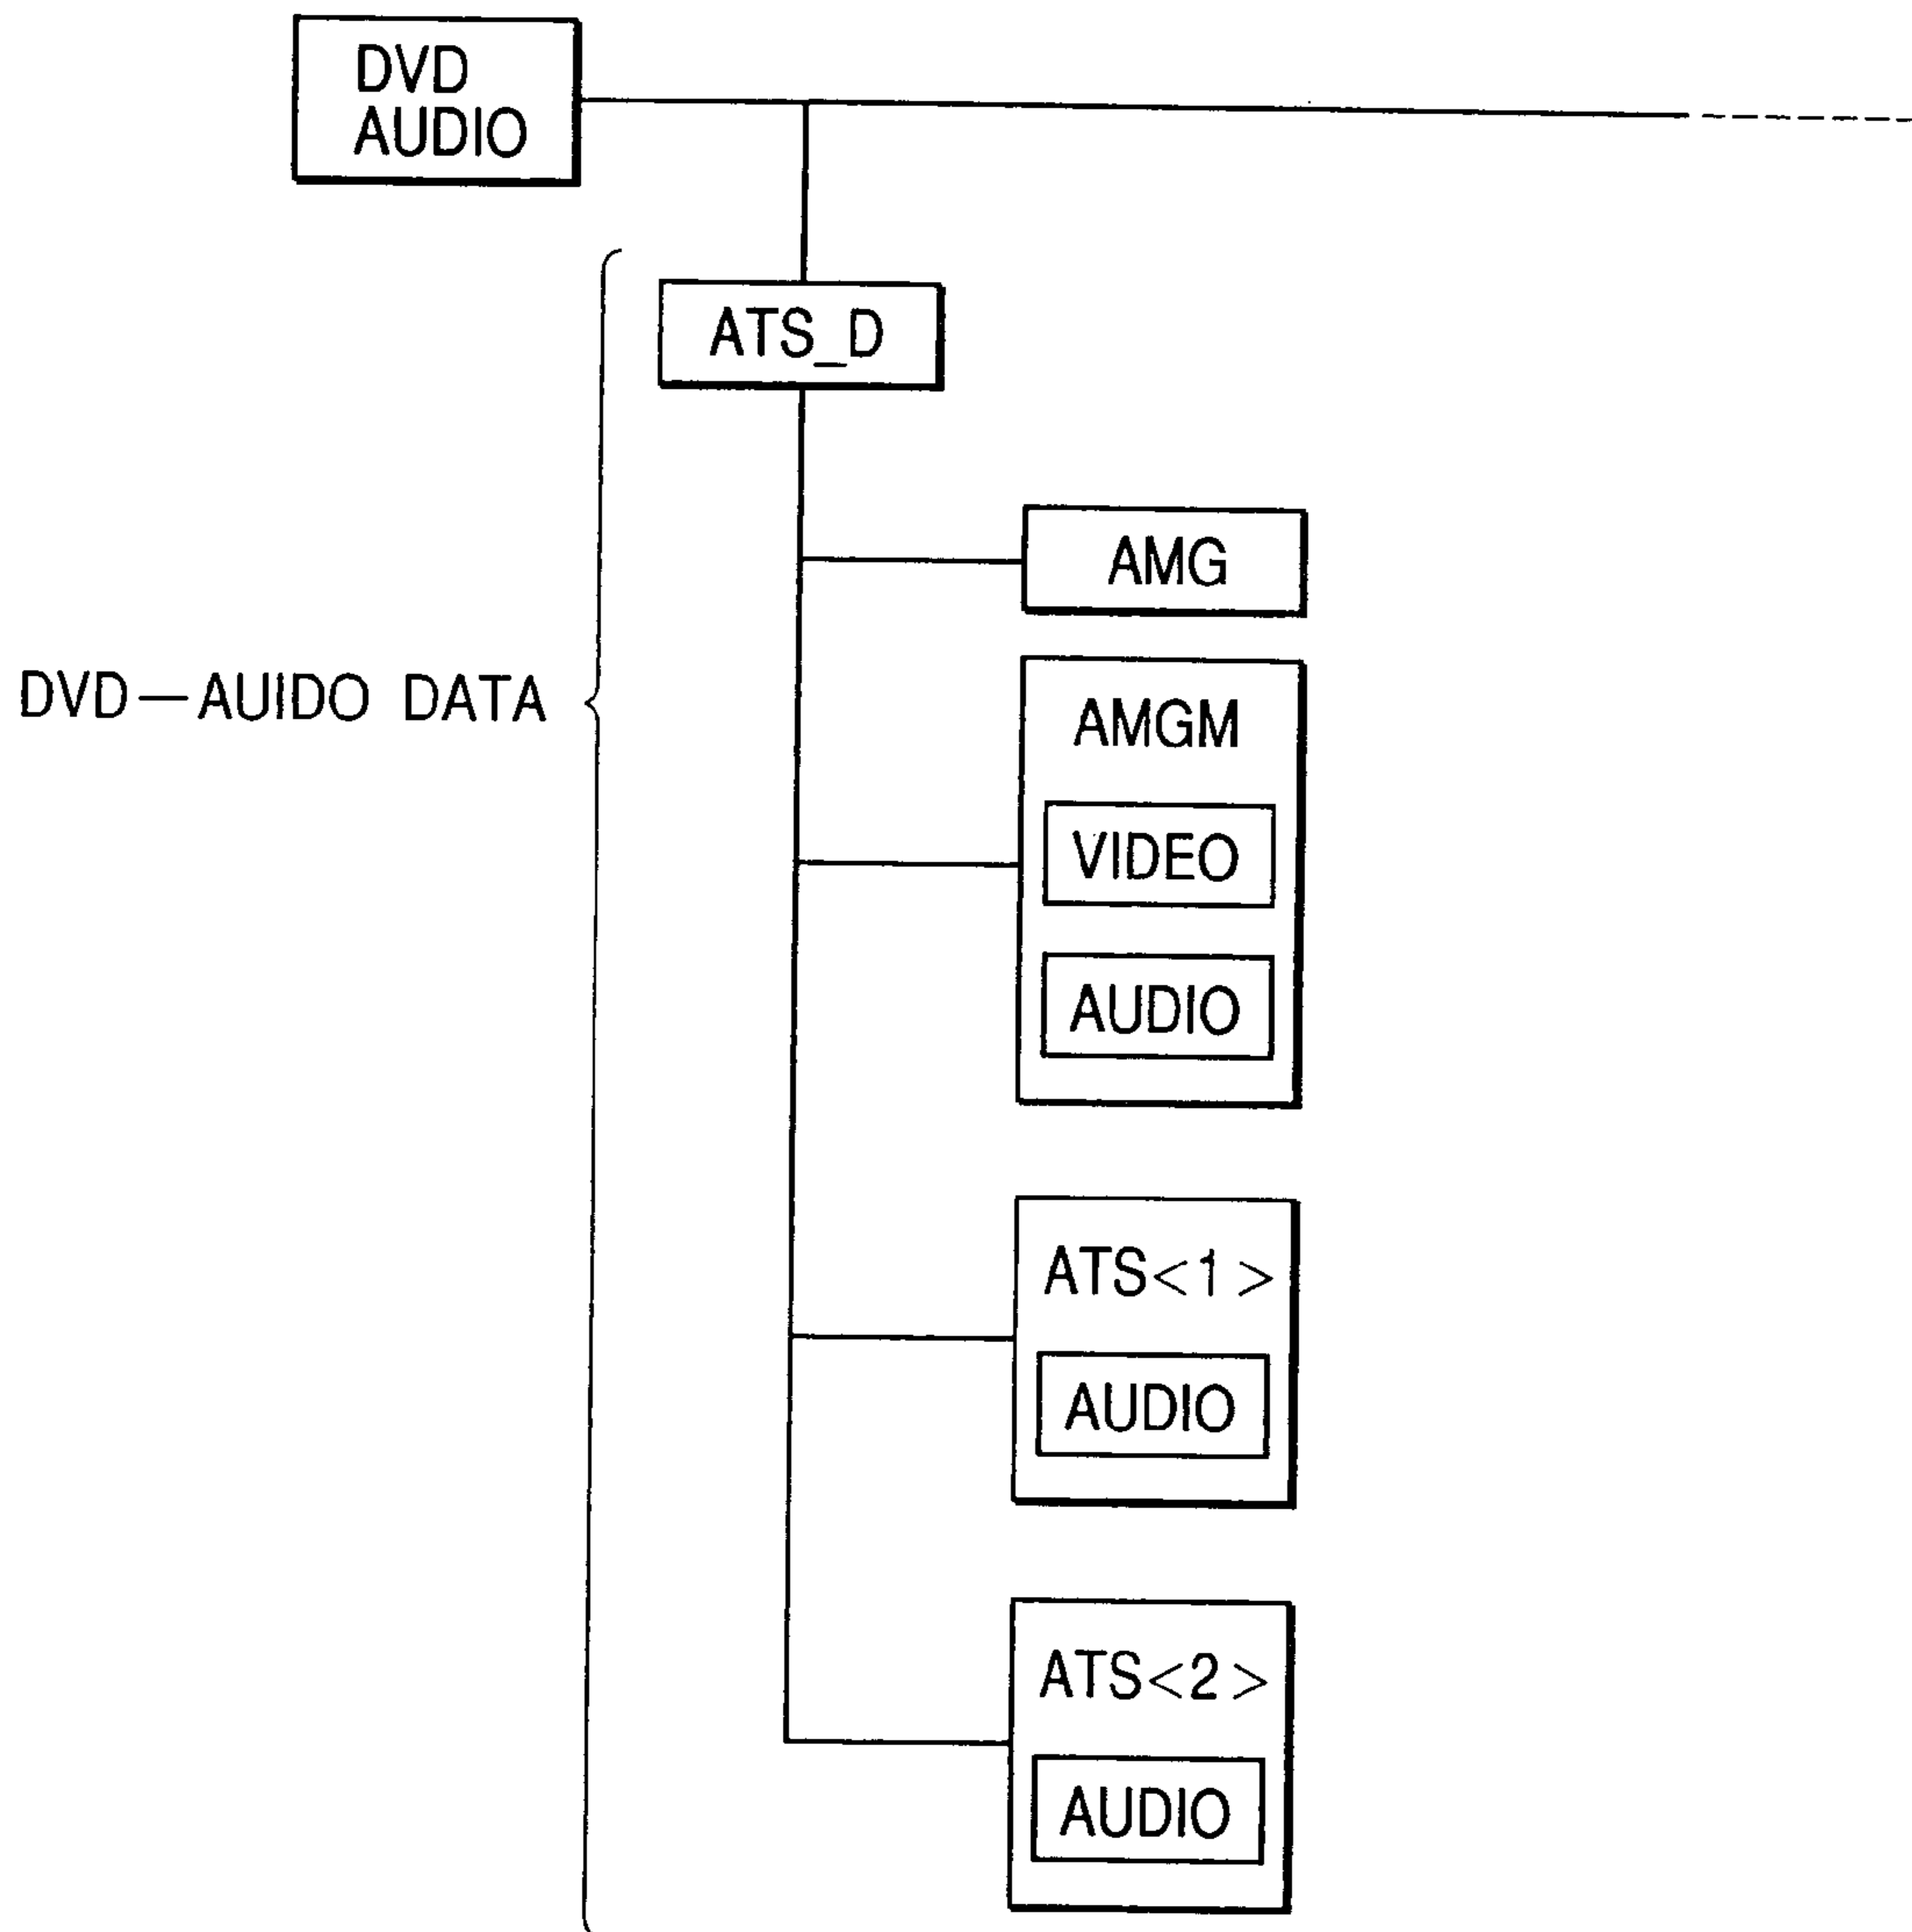 DVD
AUDIO
ATS_D
AMG
DVD—AUIDO DATA
AMGM
VIDEO
AUDIO
ATS<1>
AUDIO
ATS<2>
AUDIO